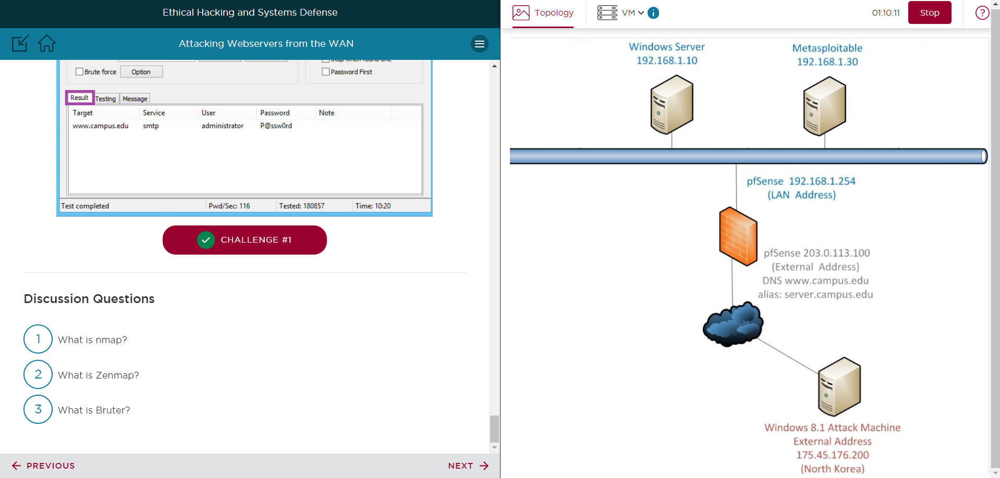 Ethical Hacking and Systems Defense
Attacking Webservers from the WAN
Stop when found one
Brute force
Option
Password First
Result
Testing
Message
Target Service User Password Note
www.campus.edu smtp administrator P@ssw0rd
Test completed
Pwd/Sec: 116
Tested: 180857
Time: 10:20
CHALLENGE #1
Discussion Questions
1 What is nmap?
2 What is Zenmap?
3 What is Bruter?
PREVIOUS
NEXT
Topology
VM
i
01:10:11
Stop
?
Windows Server
192.168.1.10
Metasploitable
192.168.1.30
pfSense 192.168.1.254
(LAN Address)
pfSense 203.0.113.100
(External Address)
DNS www.campus.edu
alias: server.campus.edu
Windows 8.1 Attack Machine
External Address
175.45.176.200
(North Korea)